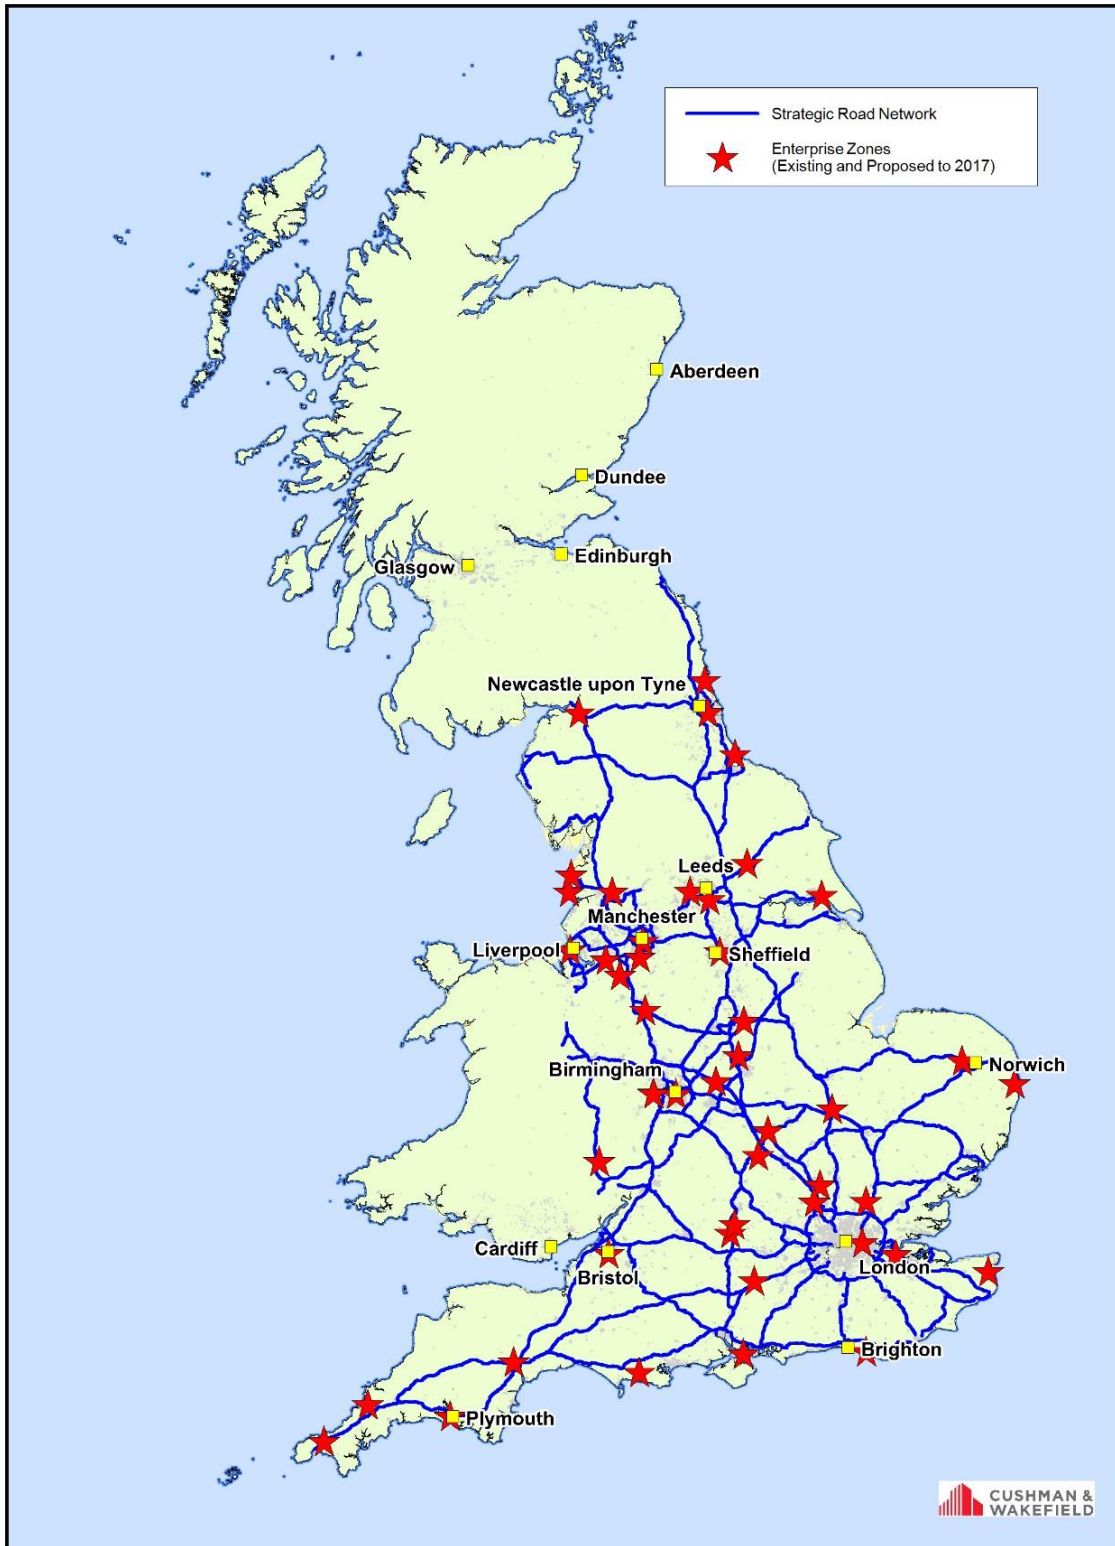 Strategic Road Network
Enterprise Zones
(Existing and Proposed to 2017)
Aberdeen
Dundee
Edinburgh
Glasgow
Newcastle upon Tyne
Leeds
Manchester
Liverpool
Sheffield
Birmingham
Norwich
Cardiff
Bristol
London
Brighton
Plymouth
CUSHMAN &
WAKEFIELD